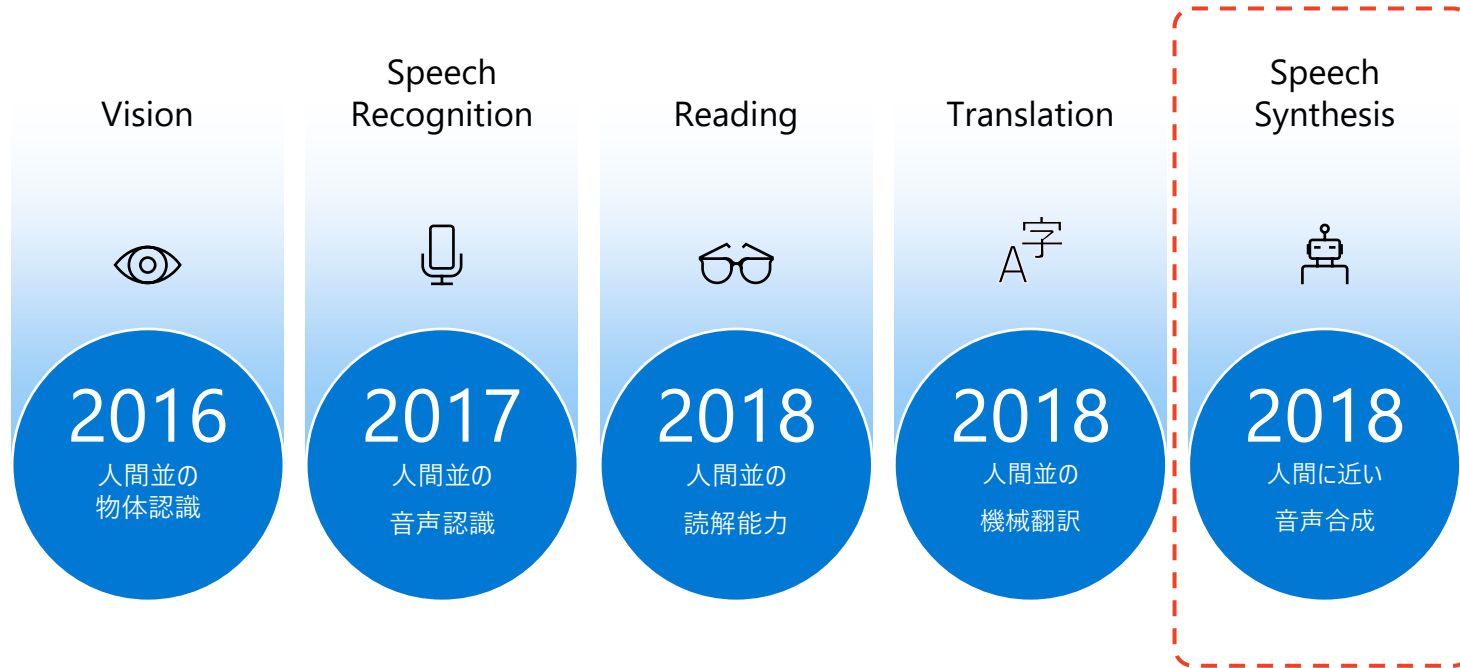 Vision
Speech
Recognition
Reading
Translation
Speech
Synthesis
A字
2016
人間並の
物体認識
2017
人間並の
音声認識
2018
人間並の
読解能力
2018
人間並の
機械翻訳
2018
人間に近い
音声合成